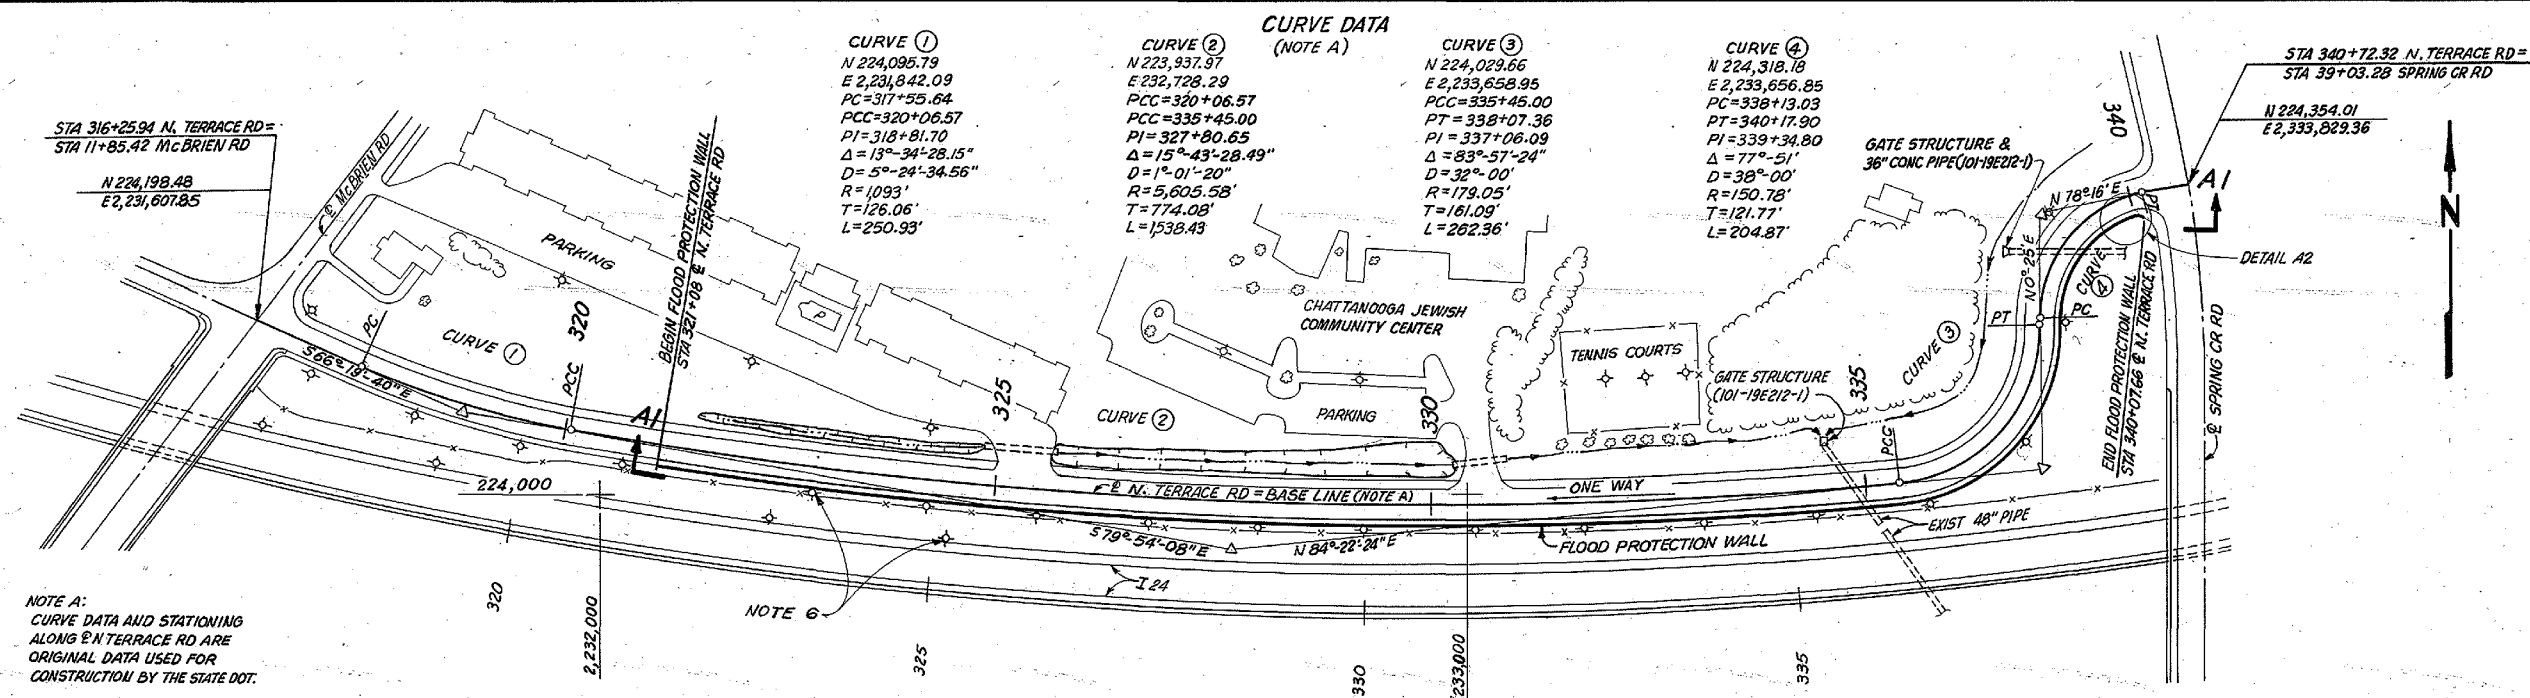 CURVE DATA
(NOTE A)
CURVE ①
N 224,095.79
E 2,231,842.09
PC=317+55.64
PCC=320+06.57
PI=318+81.70
Δ=13°-34'-28.15"
D=5°-24'-34.56"
R=1,093'
T=126.06'
L=250.93'
CURVE ②
N 223,937.97
E 232,728.29
PCC=320+06.57
PCC=335+45.00
PI=327+80.65
Δ=15°-43'-28.49"
D=1°-01'-20"
R=5,605.58'
T=774.08'
L=1,538.43
CURVE ③
N 224,029.66
E 2,233,658.95
PCC=335+45.00
PT=338+07.36
PI=337+06.09
Δ=83°-57'-24"
D=32°-00'
R=179.05'
T=161.09'
L=262.36'
CURVE ④
N 224,318.18
E 2,233,656.85
PC=338+13.03
PT=340+17.90
PI=339+34.80
Δ=77°-51'
D=38°-00'
R=150.78'
T=121.77'
L=204.87'
STA 340+72.32 N. TERRACE RD=
STA 39+03.28 SPRING CR RD
N 224,354.01
E 2,333,829.36
STA 316+25.94 N. TERRACE RD=
STA 11+85.42 McBRIEN RD
N 224,198.48
E 2,231,607.85
℄ McBRIEN RD
PARKING
BEGIN FLOOD PROTECTION WALL
STA 321+08 ℄ N. TERRACE RD
GATE STRUCTURE &
36" CONC PIPE(101-19E212-1)
340
N 78°-16' E
A1
PT
N0°-25'E
DETAIL A2
CURVE
④
PT
PC
END FLOOD PROTECTION WALL
STA 340+07.66 ℄ N. TERRACE RD
℄ SPRING CR RD
N
PC
CURVE ①
320
PCC
S66°-19'-40"E
P
CHATTANOOGA JEWISH
COMMUNITY CENTER
TENNIS COURTS
CURVE ③
GATE STRUCTURE
(101-19E212-1)
335
325
CURVE ②
PARKING
330
A1
PCC
224,000
℄ N. TERRACE RD = BASE LINE (NOTE A)
ONE WAY
EXIST 48" PIPE
S79°-54'-08"E
N 84°-22'-24"E
FLOOD PROTECTION WALL
I 24
NOTE 6
320
2,232,000
325
330
233,000
335
NOTE A:
CURVE DATA AND STATIONING
ALONG ℄ N TERRACE RD ARE
ORIGINAL DATA USED FOR
CONSTRUCTION BY THE STATE DOT.